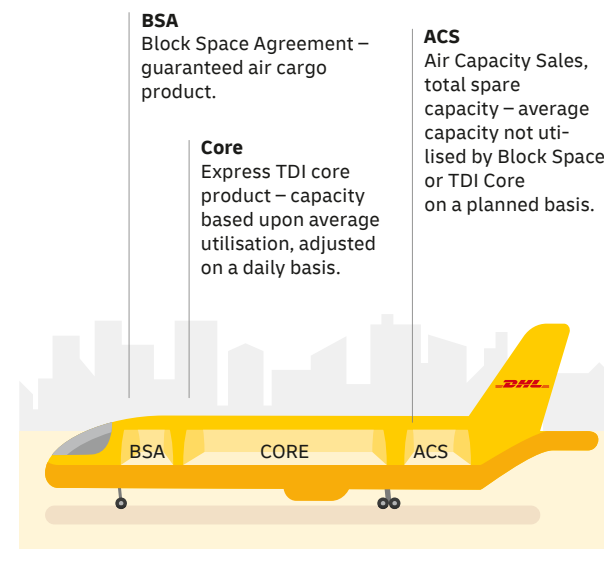 BSA
Block Space Agreement –
guaranteed air cargo
product.
Core
Express TDI core
product – capacity
based upon average
utilisation, adjusted
on a daily basis.
ACS
Air Capacity Sales,
total spare
capacity – average
capacity not uti-
lised by Block Space
or TDI Core
on a planned basis.
DHL
BSA
CORE
ACS